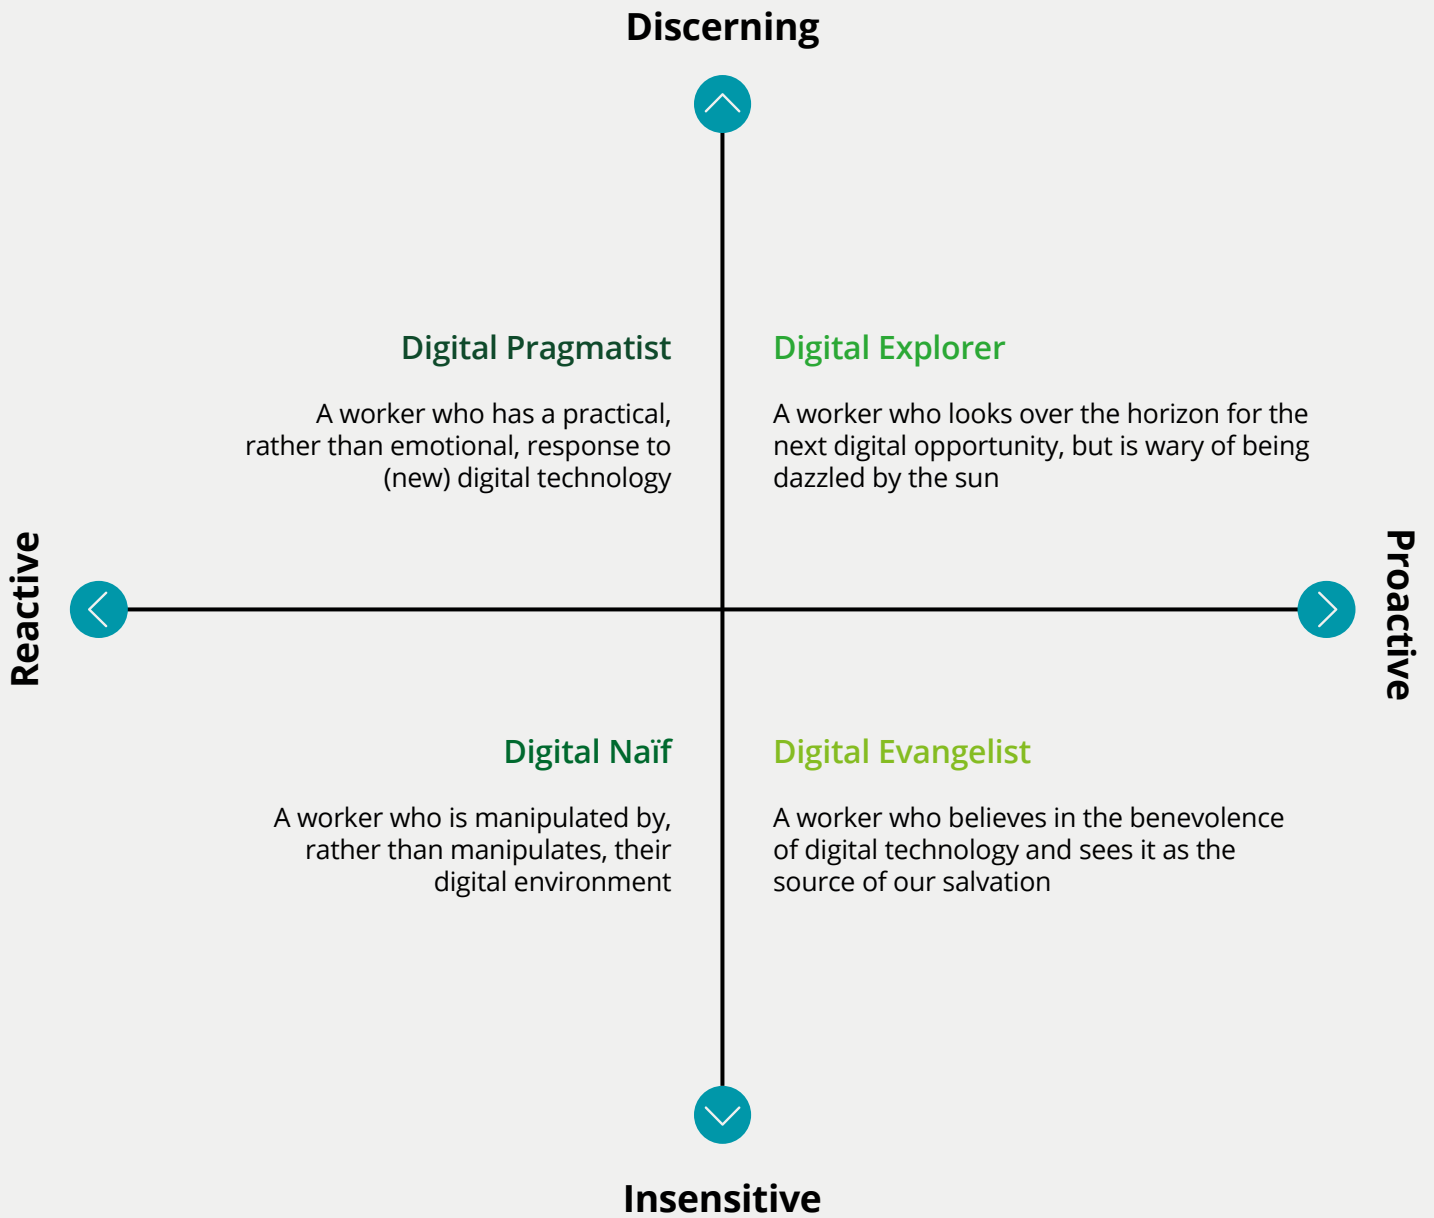 Discerning
Digital Pragmatist
A worker who has a practical,
rather than emotional, response to
(new) digital technology
Digital Explorer
A worker who looks over the horizon for the
next digital opportunity, but is wary of being
dazzled by the sun
Reactive
Proactive
Digital Naïf
A worker who is manipulated by,
rather than manipulates, their
digital environment
Digital Evangelist
A worker who believes in the benevolence
of digital technology and sees it as the
source of our salvation
Insensitive